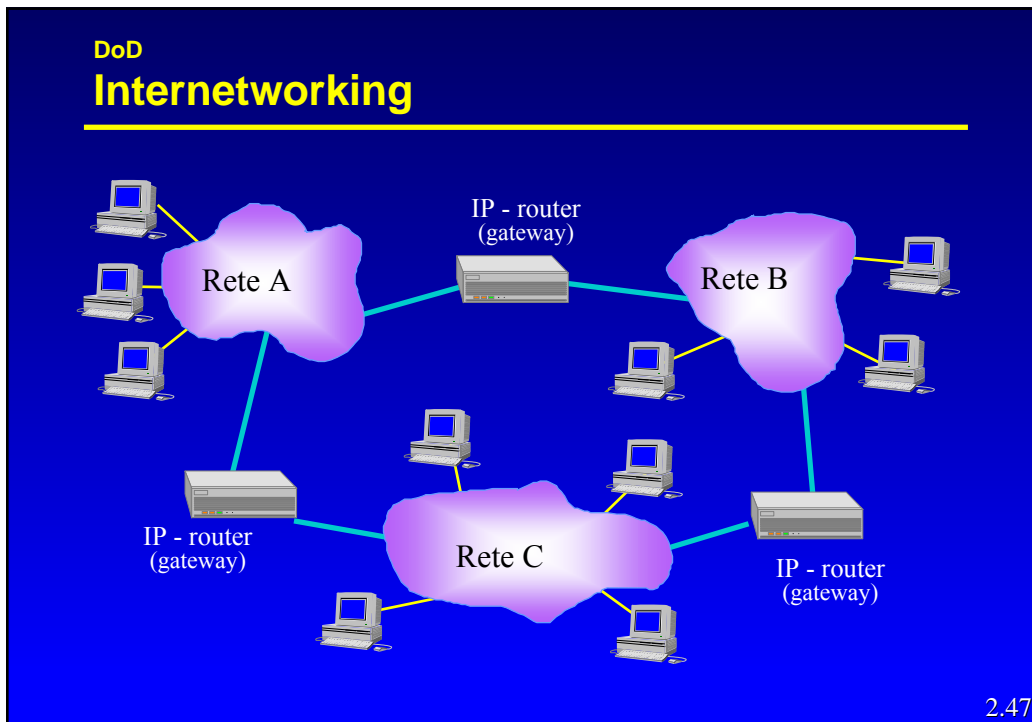 DoD
Internetworking
IP - router
(gateway)
Rete A
Rete B
IP - router
(gateway)
Rete C
IP - router
(gateway)
2.47